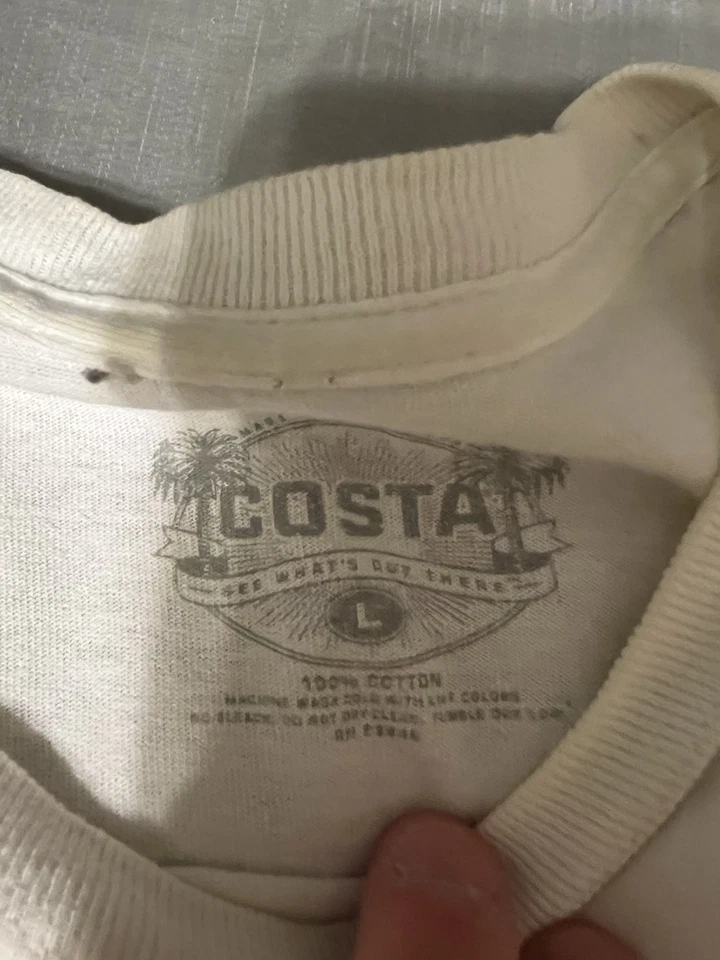 COSTA
SEE WHAT'S OUT THERE
L
100% COTTON
MACHINE WASH COLD WITH LIKE COLORS
NO BLEACH, DO NOT DRY CLEAN, TUMBLE DRY LOW
RN